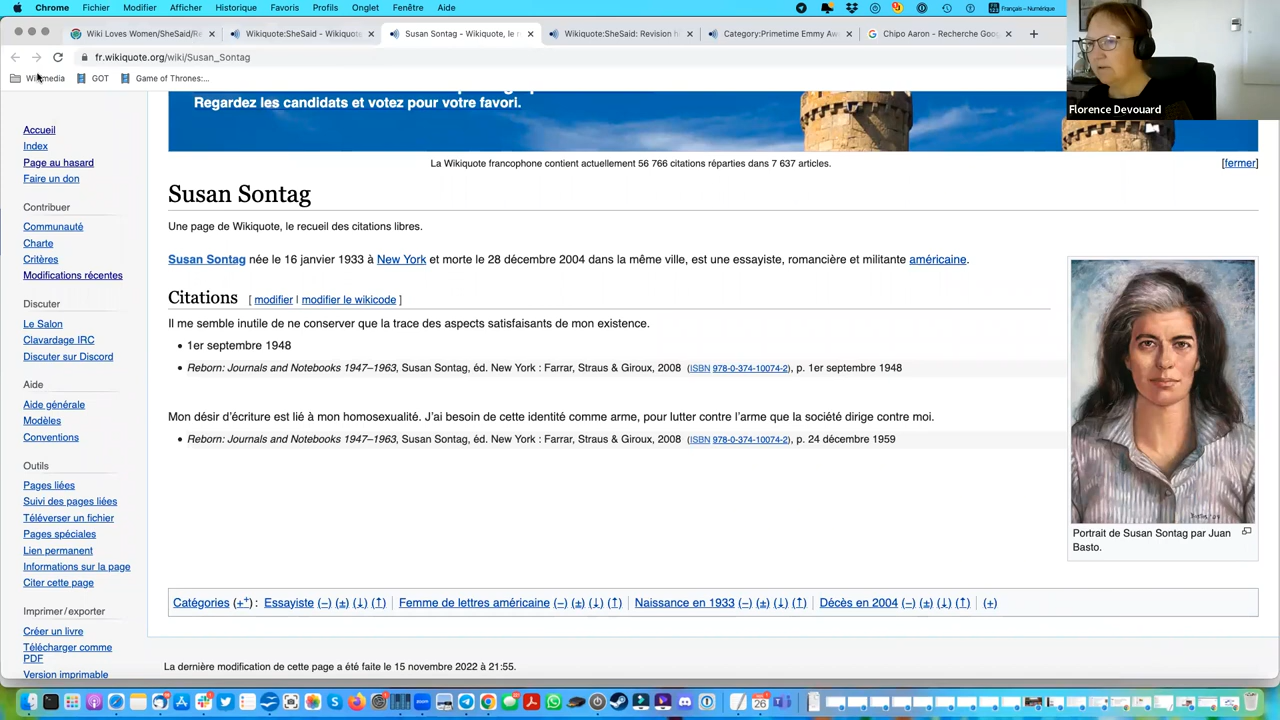 Chrome Fichier Modifier Afficher Historique Favoris Profils Onglet Fenêtre Aide Français – Numérique
Wiki Loves Women/SheSaid/Re Wikiquote:SheSaid - Wikiquote Susan Sontag - Wikiquote, le r Wikiquote:SheSaid: Revision h Category:Primetime Emmy Awa Chipo Aaron - Recherche Goog
fr.wikiquote.org/wiki/Susan_Sontag
Wikimedia GOT Game of Thrones:...
Florence Devouard
Regardez les candidats et votez pour votre favori.
La Wikiquote francophone contient actuellement 56 766 citations réparties dans 7 637 articles.
[fermer]
Accueil
Index
Page au hasard
Faire un don
Contribuer
Communauté
Charte
Critères
Modifications récentes
Discuter
Le Salon
Clavardage IRC
Discuter sur Discord
Aide
Aide générale
Modèles
Conventions
Outils
Pages liées
Suivi des pages liées
Téléverser un fichier
Pages spéciales
Lien permanent
Informations sur la page
Citer cette page
Imprimer / exporter
Créer un livre
Télécharger comme
PDF
Version imprimable
Susan Sontag
Une page de Wikiquote, le recueil des citations libres.
Susan Sontag née le 16 janvier 1933 à New York et morte le 28 décembre 2004 dans la même ville, est une essayiste, romancière et militante américaine.
Citations [ modifier | modifier le wikicode ]
Il me semble inutile de ne conserver que la trace des aspects satisfaisants de mon existence.
• 1er septembre 1948
• Reborn: Journals and Notebooks 1947–1963, Susan Sontag, éd. New York : Farrar, Straus & Giroux, 2008 (ISBN 978-0-374-10074-2), p. 1er septembre 1948
Mon désir d'écriture est lié à mon homosexualité. J'ai besoin de cette identité comme arme, pour lutter contre l'arme que la société dirige contre moi.
• Reborn: Journals and Notebooks 1947–1963, Susan Sontag, éd. New York : Farrar, Straus & Giroux, 2008 (ISBN 978-0-374-10074-2), p. 24 décembre 1959
Portrait de Susan Sontag par Juan
Basto.
Catégories (+⁺) : Essayiste (−) (±) (↓) (↑) | Femme de lettres américaine (−) (±) (↓) (↑) | Naissance en 1933 (−) (±) (↓) (↑) | Décès en 2004 (−) (±) (↓) (↑) | (+)
La dernière modification de cette page a été faite le 15 novembre 2022 à 21:55.
26